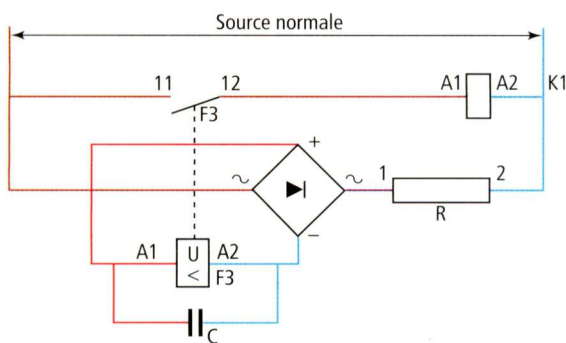 Source normale
11 12 A1 A2 K1
F3
+
~ ~ 1 2
R
−
A1 U A2
< F3
C